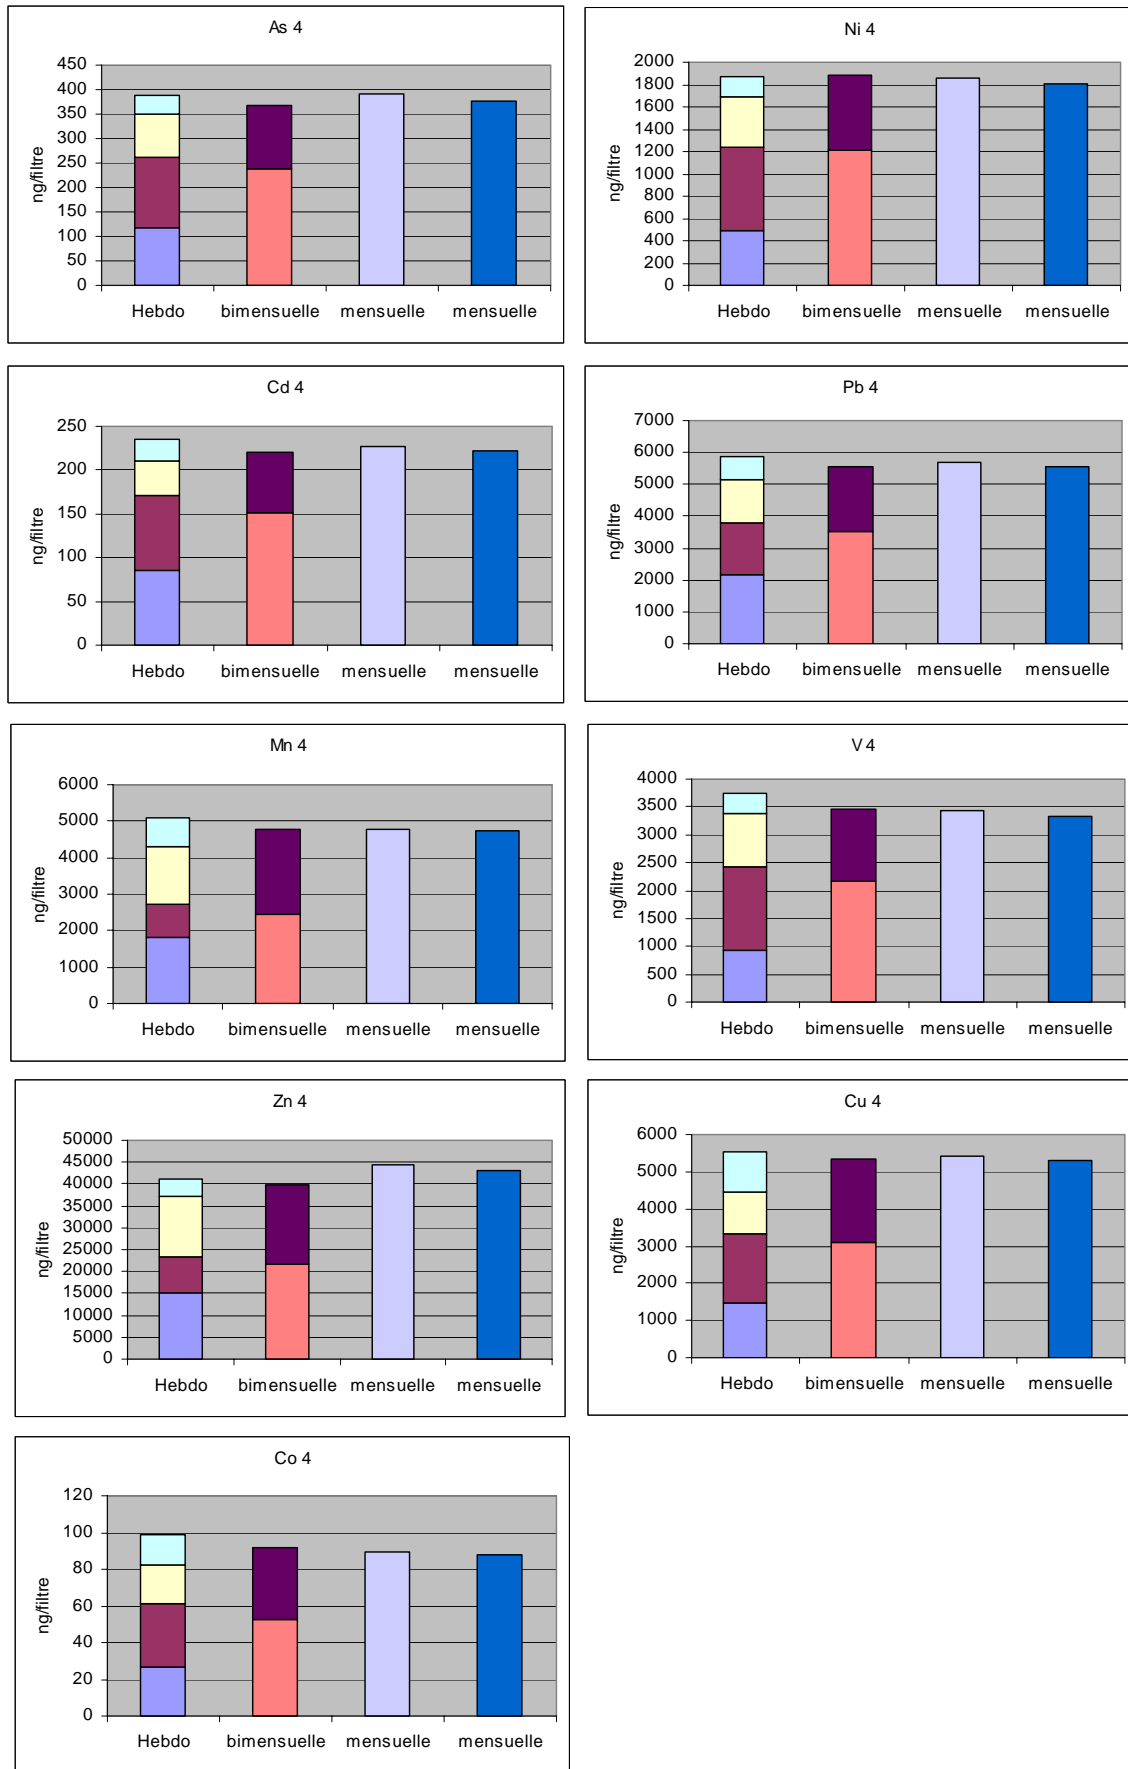 As 4
450
400
350
300
250
200
150
100
50
0
ng/filtre
Hebdo bimensuelle mensuelle mensuelle
Ni 4
2000
1800
1600
1400
1200
1000
800
600
400
200
0
ng/filtre
Hebdo bimensuelle mensuelle mensuelle
Cd 4
250
200
150
100
50
0
ng/filtre
Hebdo bimensuelle mensuelle mensuelle
Pb 4
7000
6000
5000
4000
3000
2000
1000
0
ng/filtre
Hebdo bimensuelle mensuelle mensuelle
Mn 4
6000
5000
4000
3000
2000
1000
0
ng/filtre
Hebdo bimensuelle mensuelle mensuelle
V 4
4000
3500
3000
2500
2000
1500
1000
500
0
ng/filtre
Hebdo bimensuelle mensuelle mensuelle
Zn 4
50000
45000
40000
35000
30000
25000
20000
15000
10000
5000
0
ng/filtre
Hebdo bimensuelle mensuelle mensuelle
Cu 4
6000
5000
4000
3000
2000
1000
0
ng/filtre
Hebdo bimensuelle mensuelle mensuelle
Co 4
120
100
80
60
40
20
0
ng/filtre
Hebdo bimensuelle mensuelle mensuelle